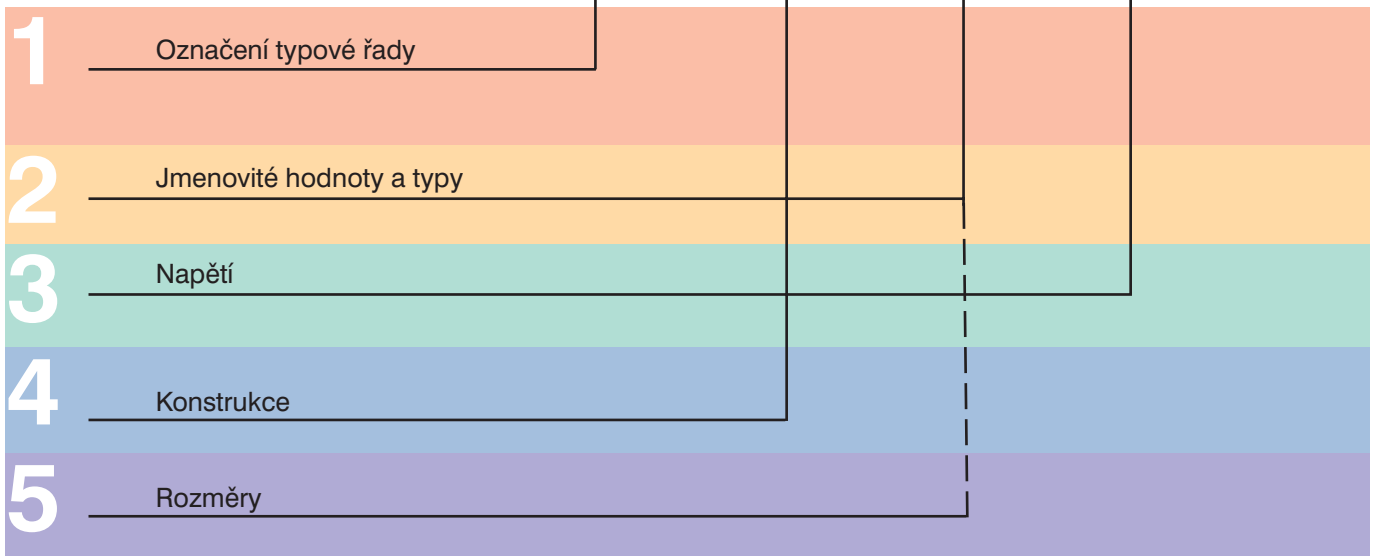 1
Označení typové řady
2
Jmenovité hodnoty a typy
3
Napětí
4
Konstrukce
5
Rozměry